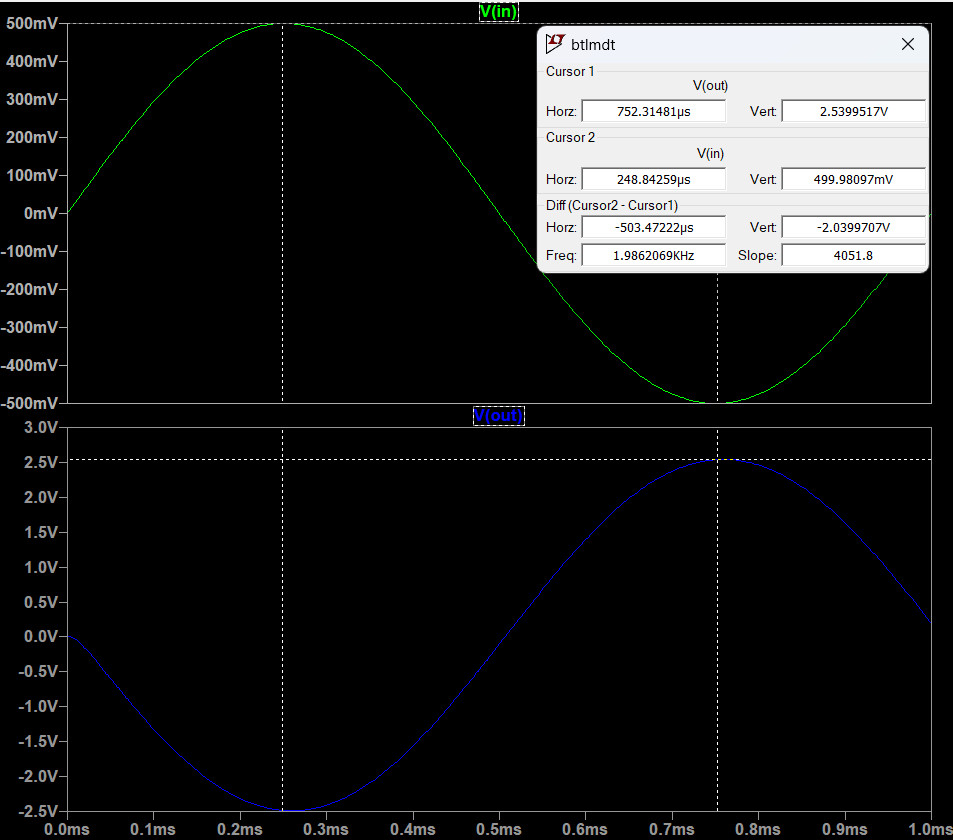 V(in)
500mV
400mV
300mV
200mV
100mV
0mV
-100mV
-200mV
-300mV
-400mV
-500mV
btlmdt
Cursor 1
V(out)
Horz: 752.31481µs Vert: 2.5399517V
Cursor 2
V(in)
Horz: 248.84259µs Vert: 499.98097mV
Diff (Cursor2 - Cursor1)
Horz: -503.47222µs Vert: -2.0399707V
Freq: 1.9862069KHz Slope: 4051.8
V(out)
3.0V
2.5V
2.0V
1.5V
1.0V
0.5V
0.0V
-0.5V
-1.0V
-1.5V
-2.0V
-2.5V
0.0ms 0.1ms 0.2ms 0.3ms 0.4ms 0.5ms 0.6ms 0.7ms 0.8ms 0.9ms 1.0ms